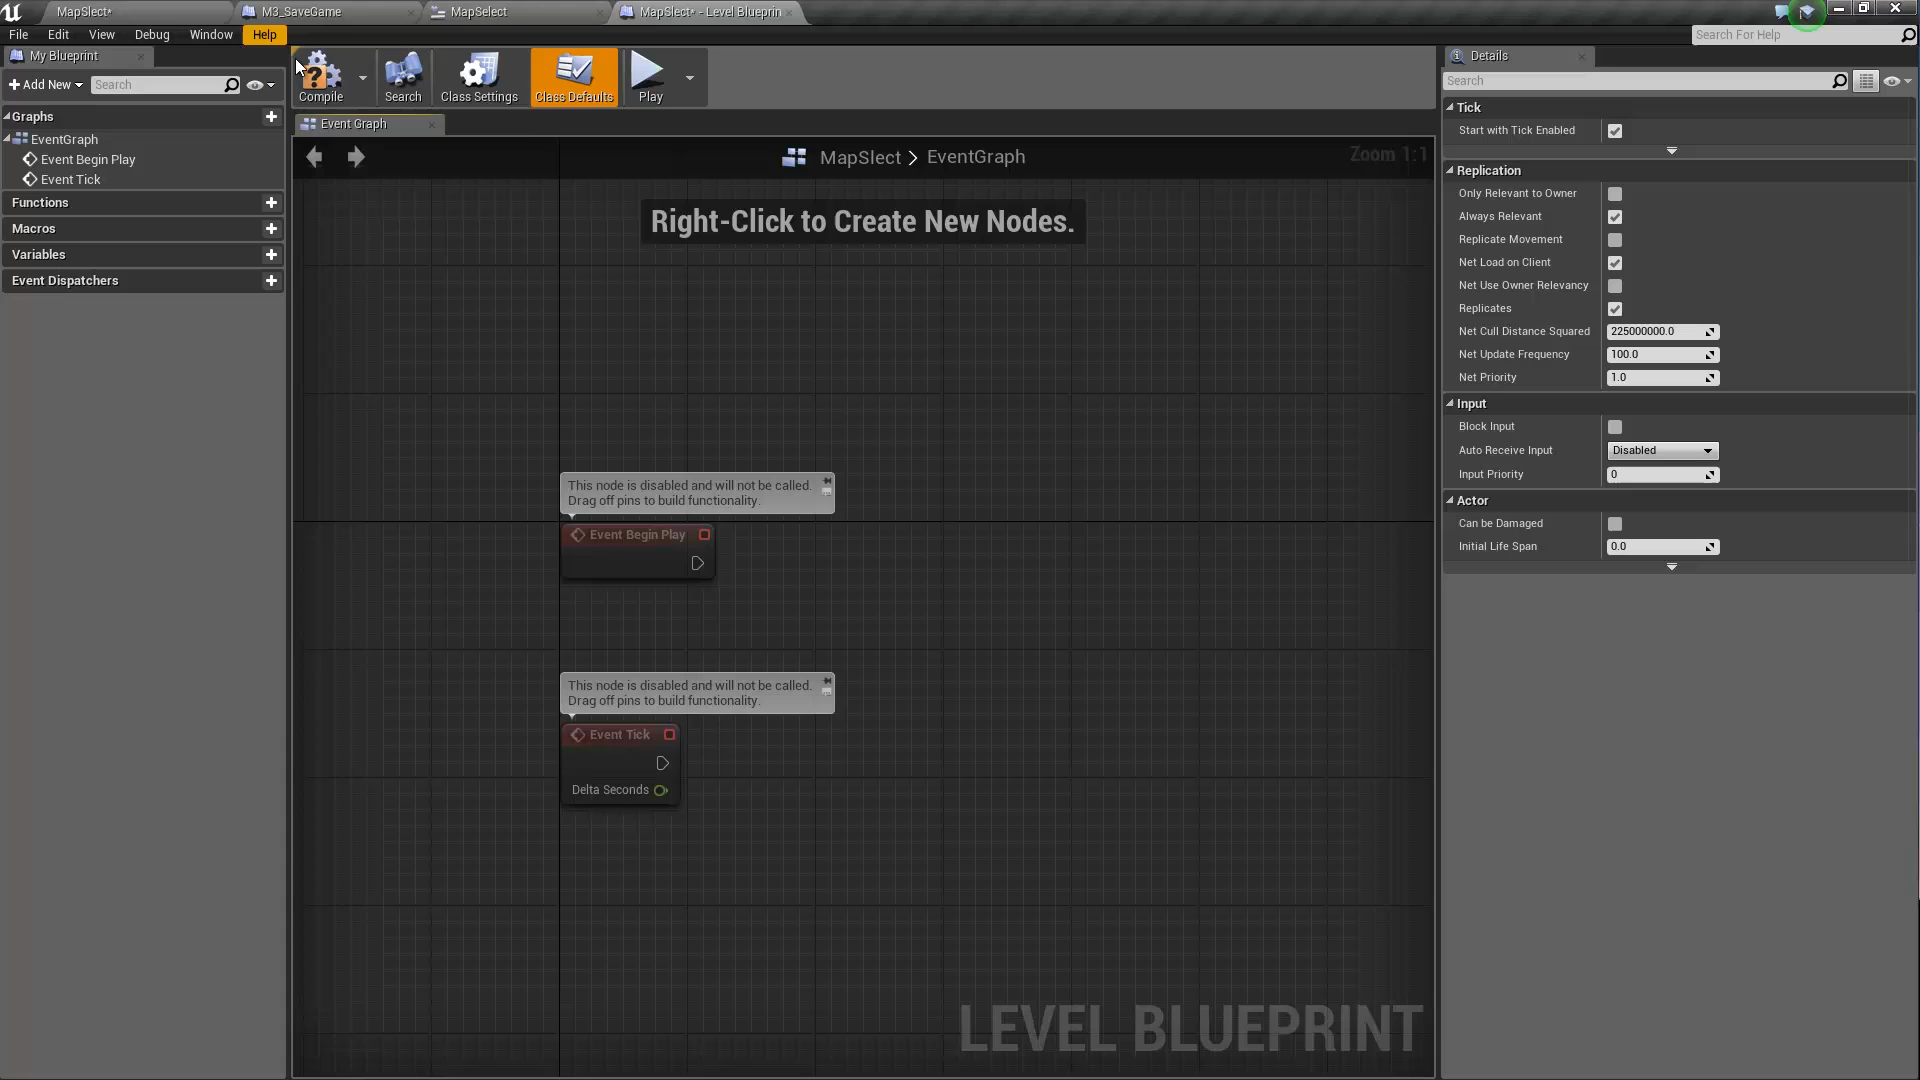 MapSlect*
M3_SaveGame
MapSelect
MapSlect* - Level Blueprin
File
Edit
View
Debug
Window
Help
Search For Help
My Blueprint
Add New
Search
Graphs
EventGraph
Event Begin Play
Event Tick
Functions
Macros
Variables
Event Dispatchers
Compile
Search
Class Settings
Class Defaults
Play
Event Graph
MapSlect > EventGraph
Zoom 1:1
Right-Click to Create New Nodes.
This node is disabled and will not be called.
Drag off pins to build functionality.
Event Begin Play
This node is disabled and will not be called.
Drag off pins to build functionality.
Event Tick
Delta Seconds
LEVEL BLUEPRINT
Details
Search
Tick
Start with Tick Enabled
Replication
Only Relevant to Owner
Always Relevant
Replicate Movement
Net Load on Client
Net Use Owner Relevancy
Replicates
Net Cull Distance Squared 225000000.0
Net Update Frequency 100.0
Net Priority 1.0
Input
Block Input
Auto Receive Input Disabled
Input Priority 0
Actor
Can be Damaged
Initial Life Span 0.0